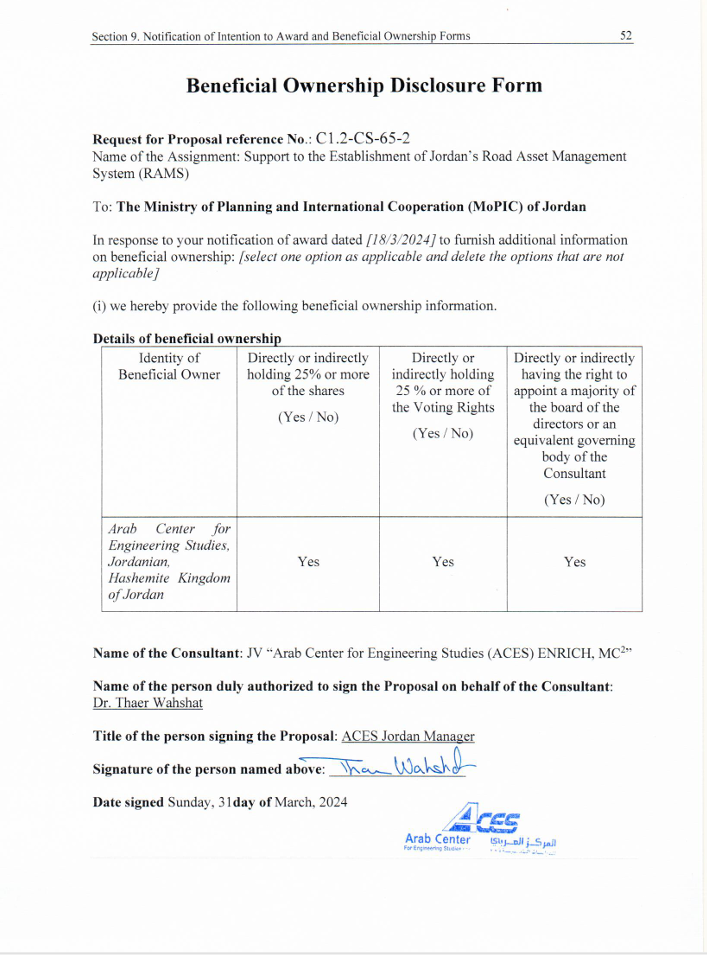 Section 9. Notification of Intention to Award and Beneficial Ownership Forms 52
Beneficial Ownership Disclosure Form
Request for Proposal reference No.: C1.2-CS-65-2
Name of the Assignment: Support to the Establishment of Jordan's Road Asset Management
System (RAMS)
To: The Ministry of Planning and International Cooperation (MoPIC) of Jordan
In response to your notification of award dated [18/3/2024] to furnish additional information
on beneficial ownership: [select one option as applicable and delete the options that are not
applicable]
(i) we hereby provide the following beneficial ownership information.
Details of beneficial ownership
Identity of
Beneficial Owner
Directly or indirectly
holding 25% or more
of the shares
(Yes / No)
Directly or
indirectly holding
25 % or more of
the Voting Rights
(Yes / No)
Directly or indirectly
having the right to
appoint a majority of
the board of the
directors or an
equivalent governing
body of the
Consultant
(Yes / No)
Arab Center for
Engineering Studies,
Jordanian,
Hashemite Kingdom
of Jordan
Yes
Yes
Yes
Name of the Consultant: JV “Arab Center for Engineering Studies (ACES) ENRICH, MC²”
Name of the person duly authorized to sign the Proposal on behalf of the Consultant:
Dr. Thaer Wahshat
Title of the person signing the Proposal: ACES Jordan Manager
Signature of the person named above:
Date signed Sunday, 31day of March, 2024
ACES
Arab Center المركز العربي
For Engineering Studies